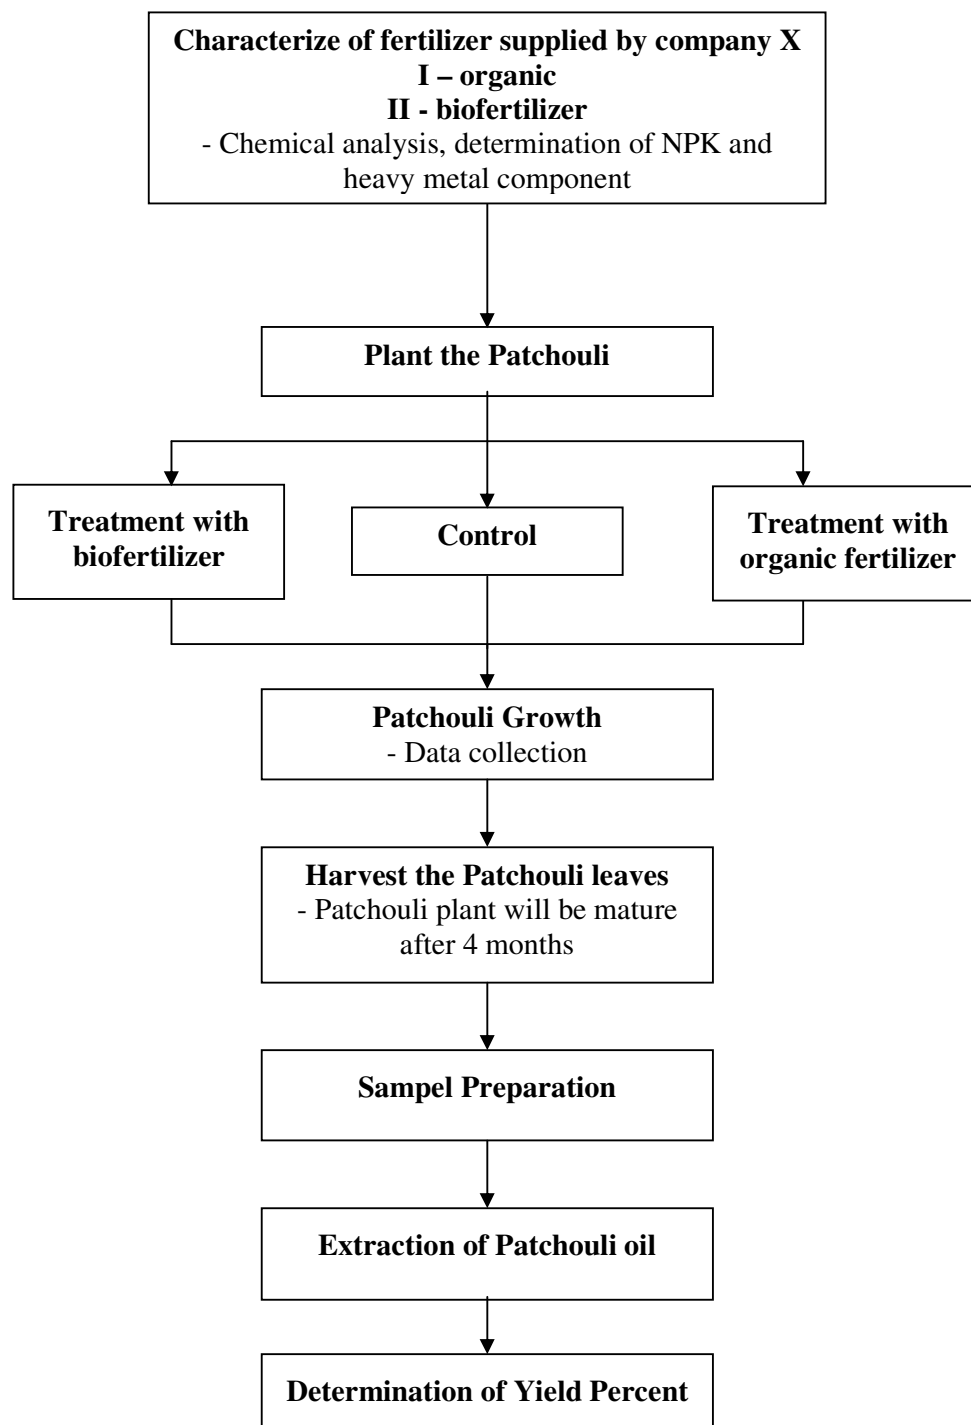 Characterize of fertilizer supplied by company X
I – organic
II - biofertilizer
- Chemical analysis, determination of NPK and
heavy metal component
Plant the Patchouli
Treatment with
biofertilizer
Control
Treatment with
organic fertilizer
Patchouli Growth
- Data collection
Harvest the Patchouli leaves
- Patchouli plant will be mature
after 4 months
Sampel Preparation
Extraction of Patchouli oil
Determination of Yield Percent